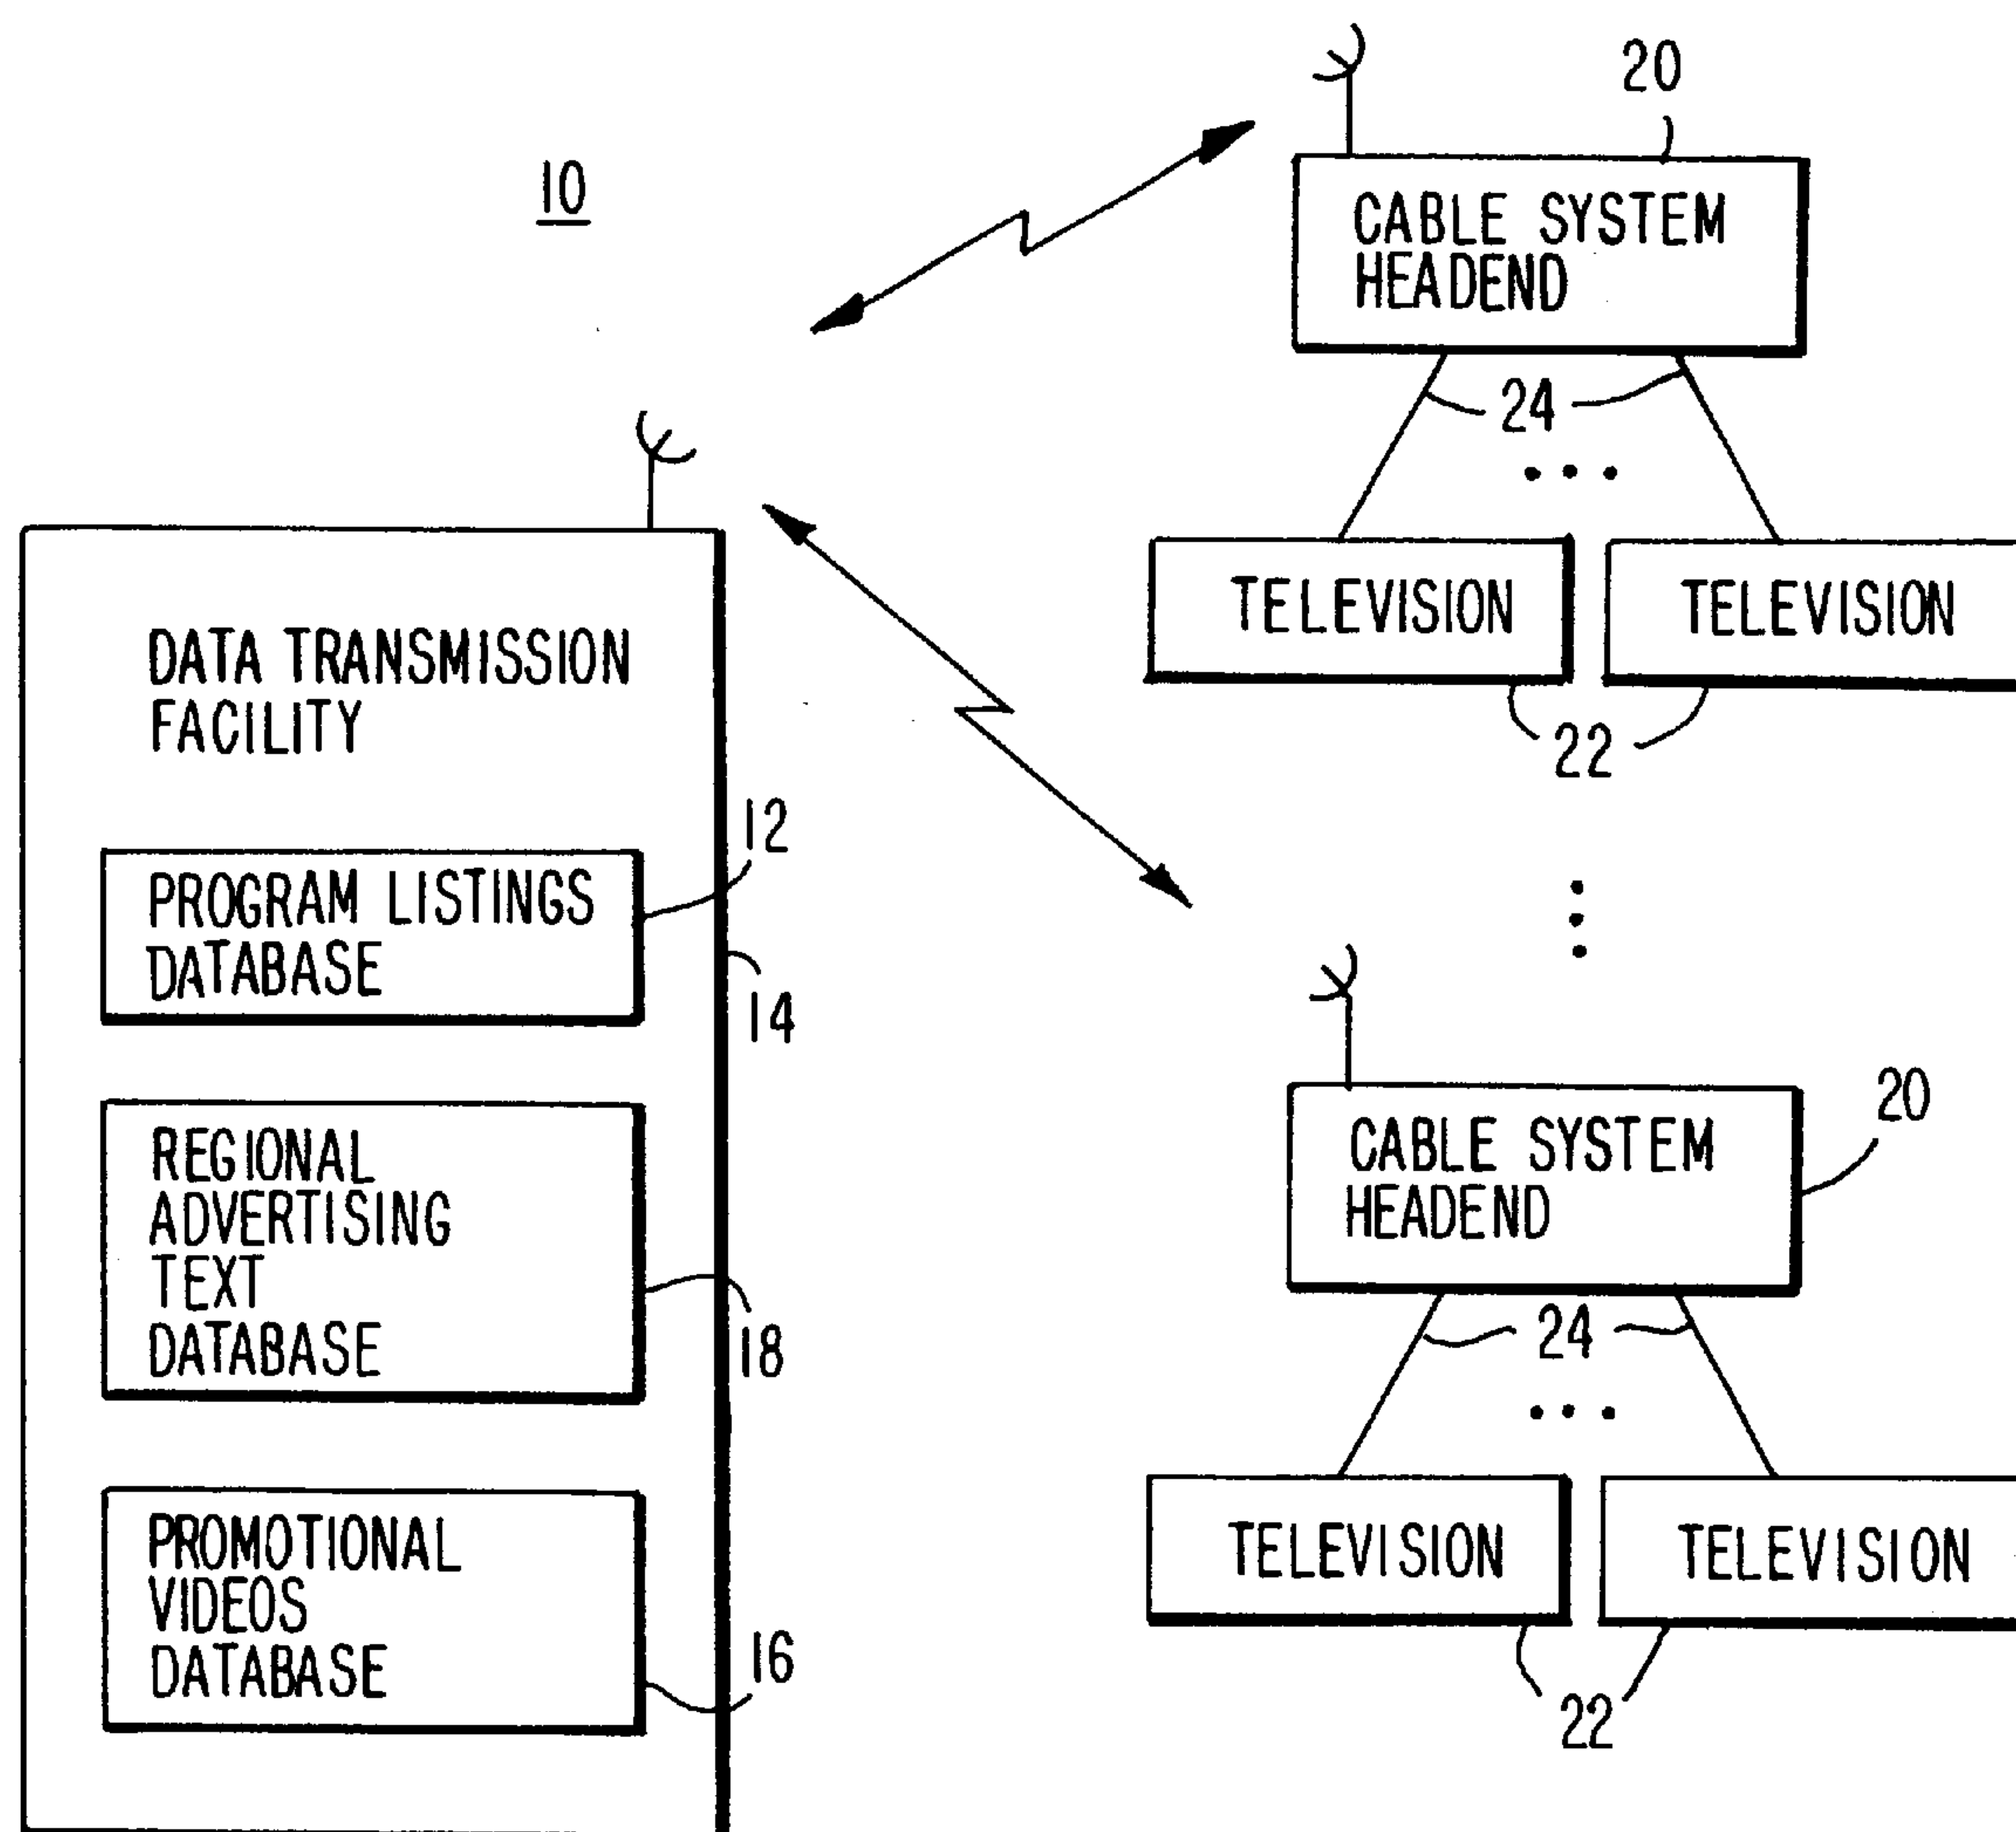 10
DATA TRANSMISSION
FACILITY
12
PROGRAM LISTINGS
DATABASE
14
REGIONAL
ADVERTISING
TEXT
DATABASE
18
PROMOTIONAL
VIDEOS
DATABASE
16
20
CABLE SYSTEM
HEADEND
24
TELEVISION
TELEVISION
22
20
CABLE SYSTEM
HEADEND
24
TELEVISION
TELEVISION
22